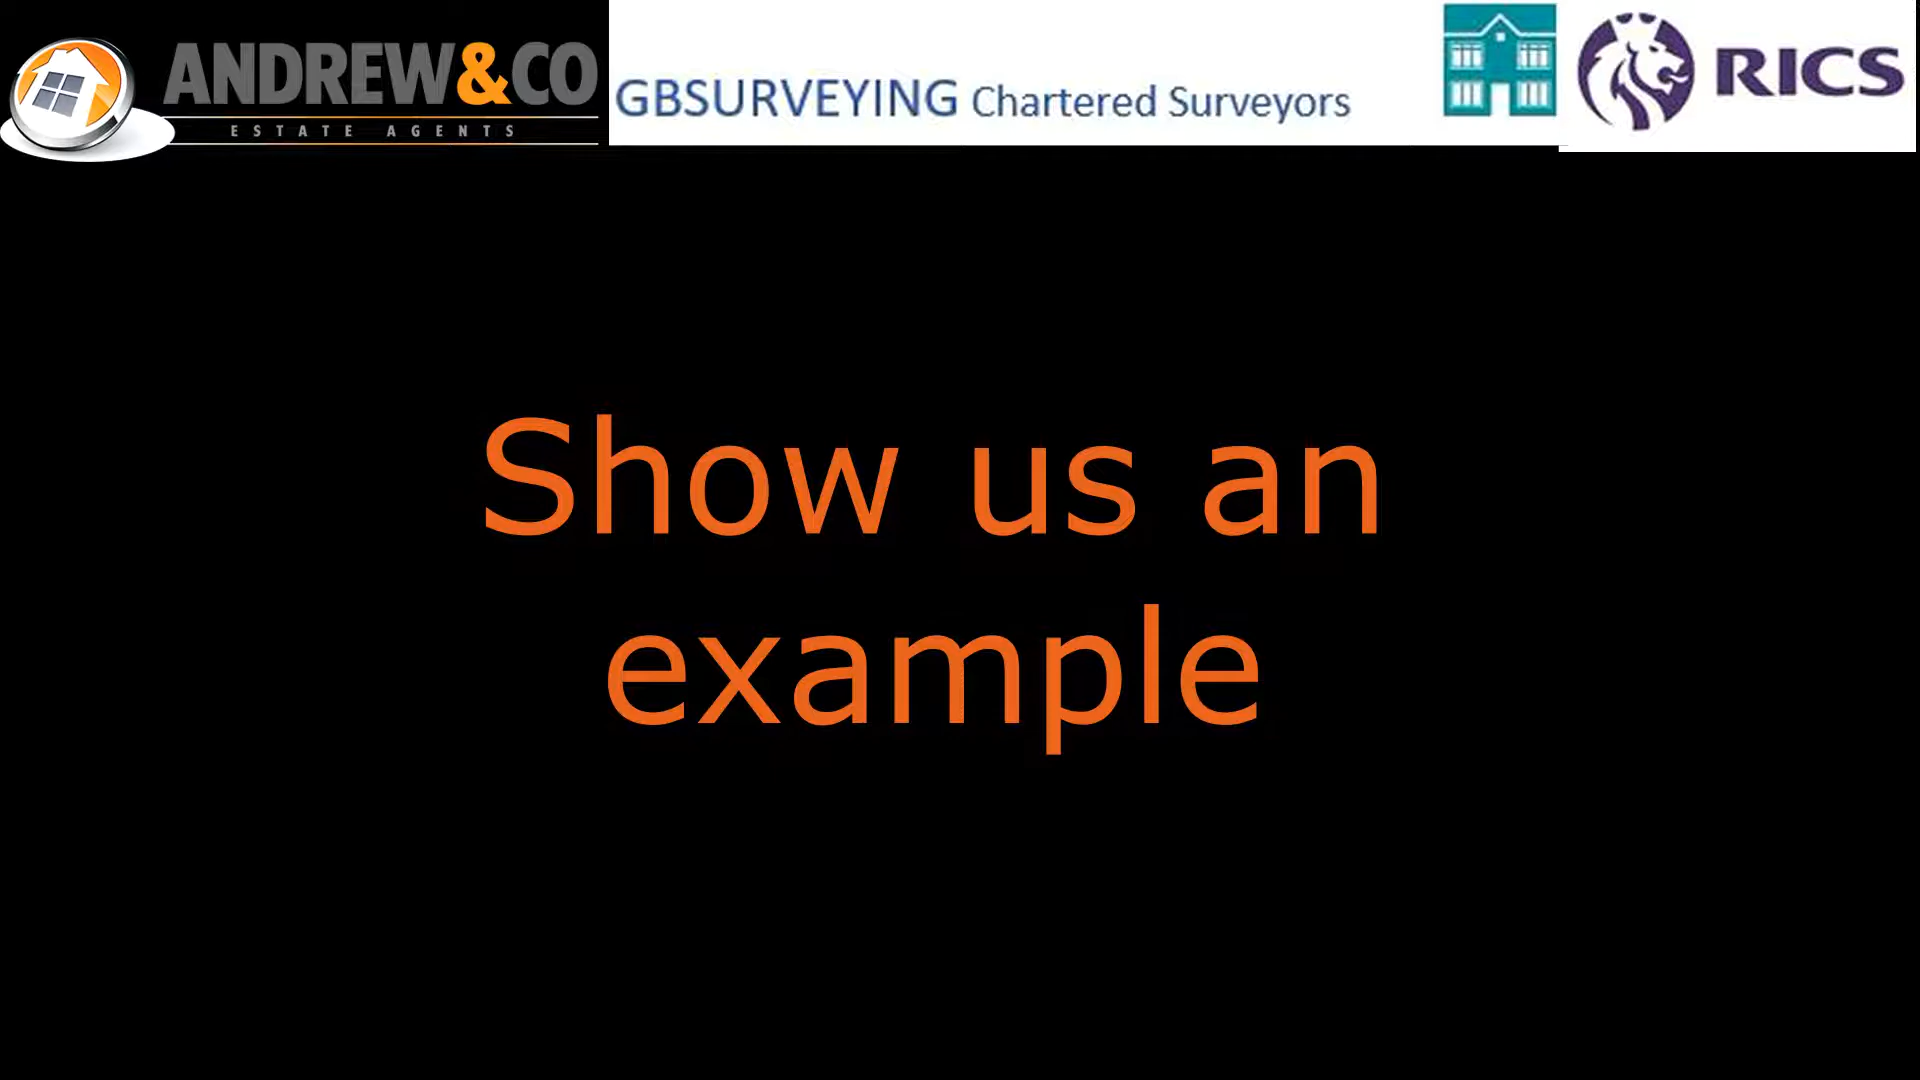 ANDREW&CO
ESTATE AGENTS
GBSURVEYING Chartered Surveyors
RICS
Show us an
example